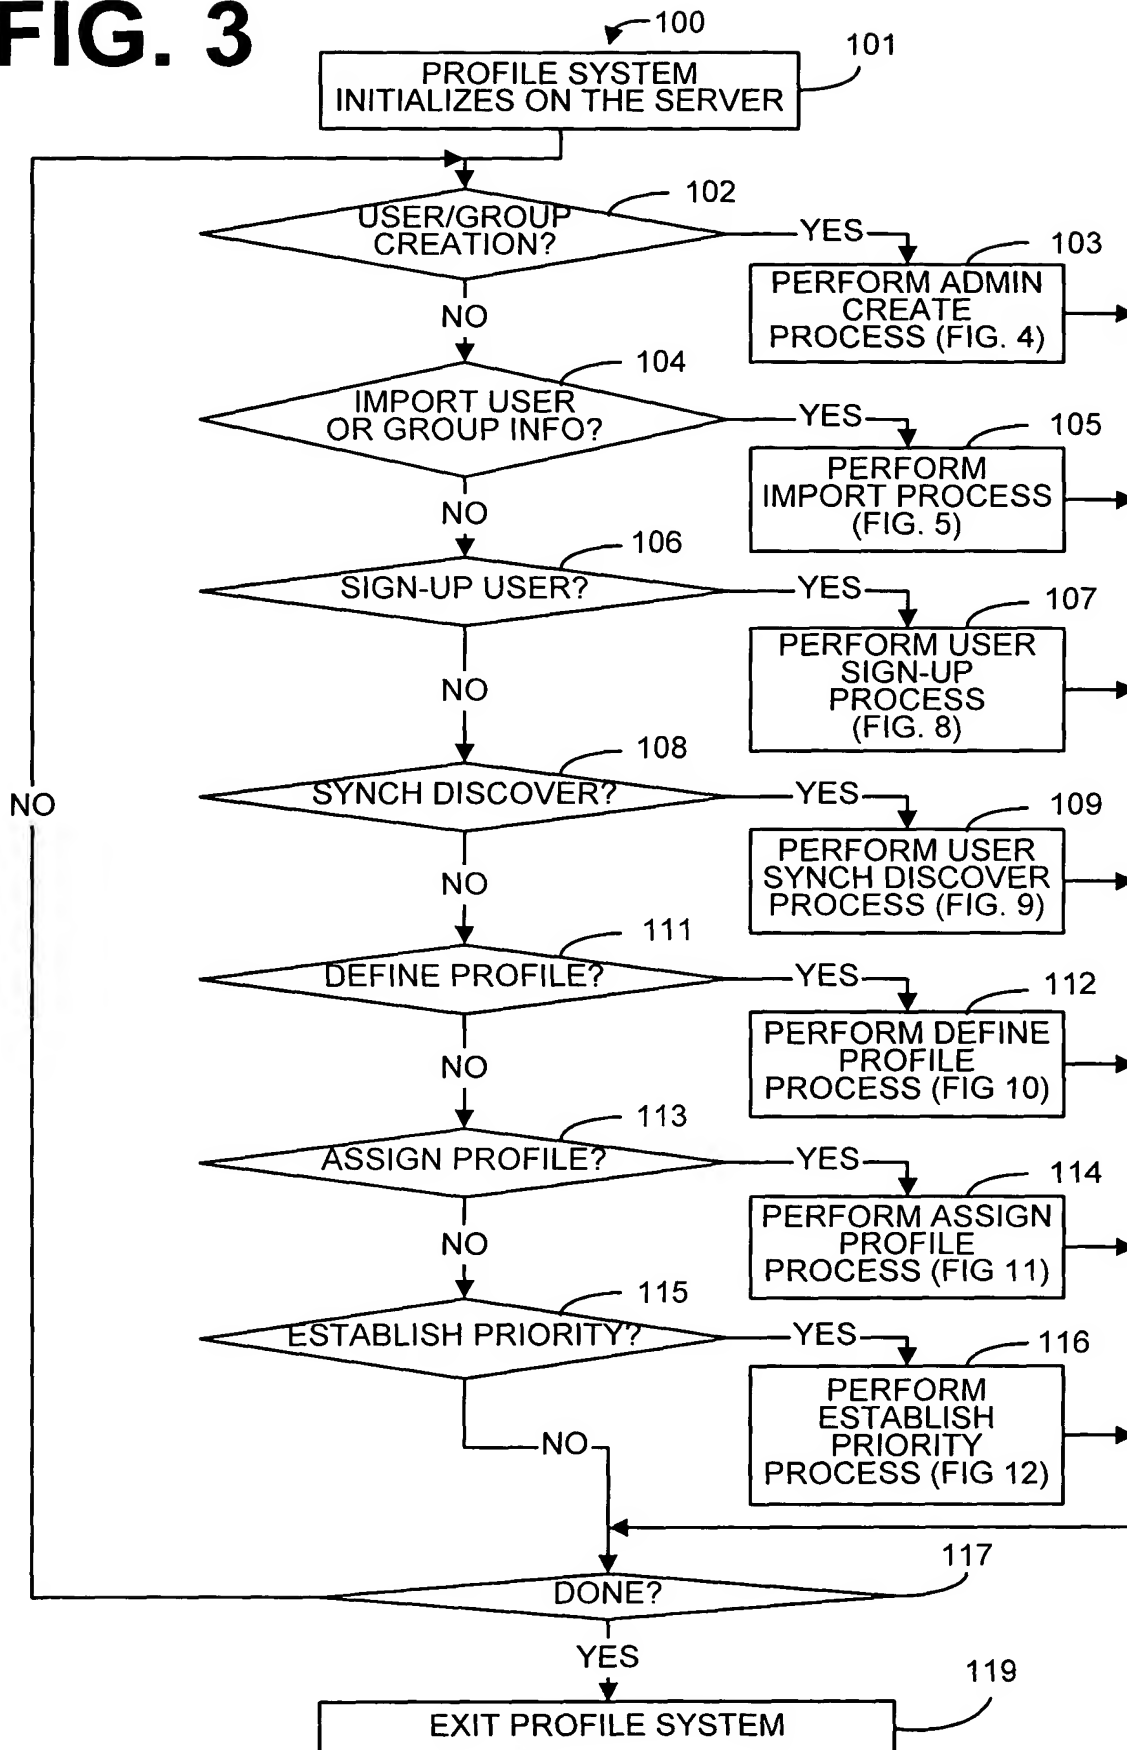 FIG. 3
100
101
PROFILE SYSTEM
INITIALIZES ON THE SERVER
102
USER/GROUP
CREATION?
YES
103
PERFORM ADMIN
CREATE
PROCESS (FIG. 4)
NO
104
IMPORT USER
OR GROUP INFO?
YES
105
PERFORM
IMPORT PROCESS
(FIG. 5)
NO
106
SIGN-UP USER?
YES
107
PERFORM USER
SIGN-UP
PROCESS
(FIG. 8)
NO
108
SYNCH DISCOVER?
YES
NO
109
PERFORM USER
SYNCH DISCOVER
PROCESS (FIG. 9)
NO
111
DEFINE PROFILE?
YES
112
PERFORM DEFINE
PROFILE
PROCESS (FIG 10)
NO
113
ASSIGN PROFILE?
YES
114
PERFORM ASSIGN
PROFILE
PROCESS (FIG 11)
NO
115
ESTABLISH PRIORITY?
YES
116
PERFORM
ESTABLISH
PRIORITY
PROCESS (FIG 12)
NO
117
DONE?
YES
119
EXIT PROFILE SYSTEM